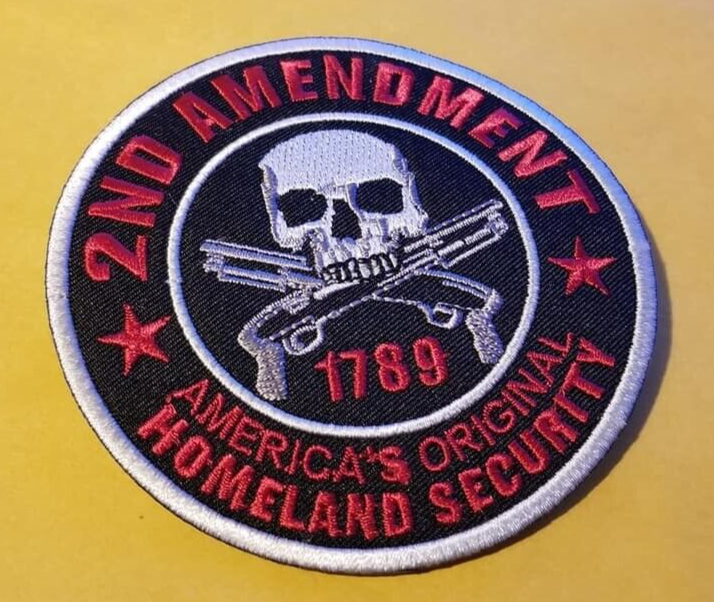 2ND AMENDMENT
1789
AMERICA'S ORIGINAL
HOMELAND SECURITY